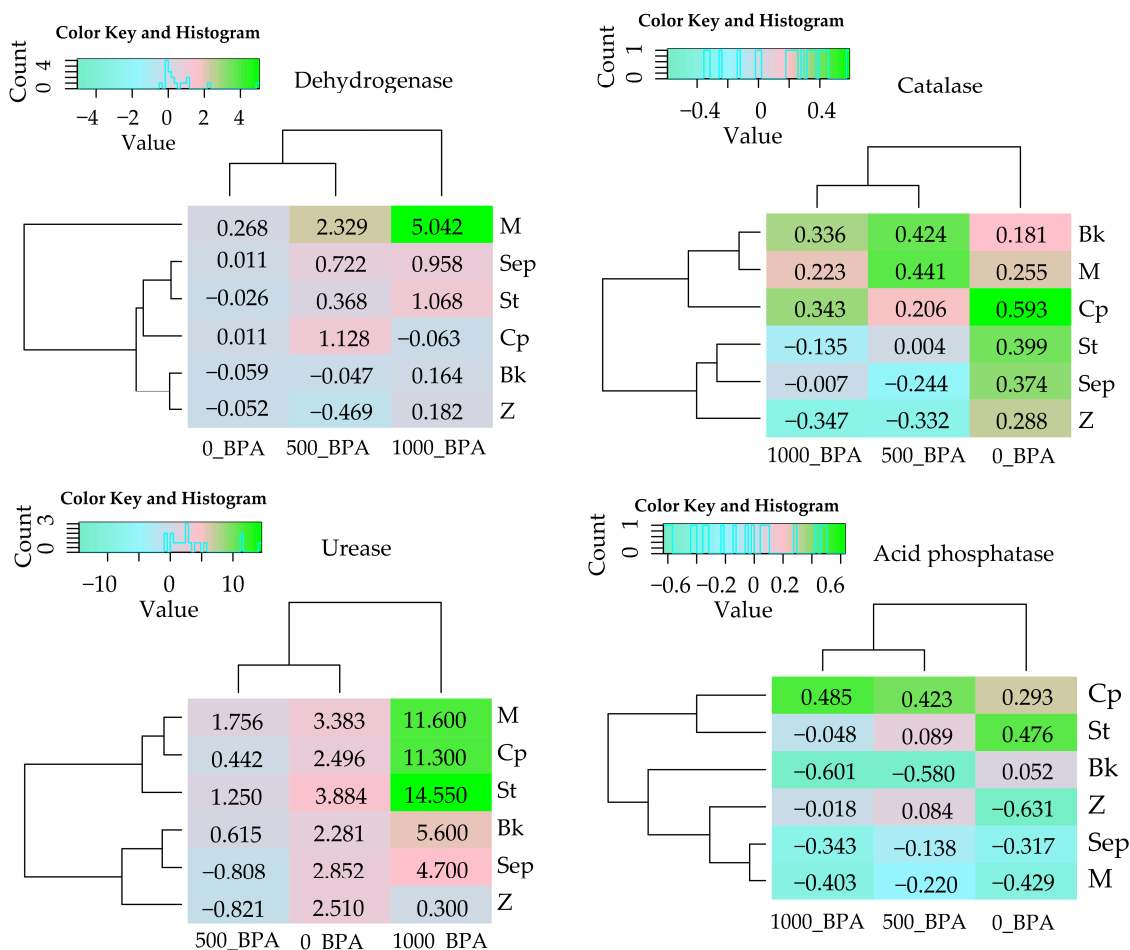 Color Key and Histogram
Count
0 4
−4 −2 0 2 4
Value
Dehydrogenase
0.268 2.329 5.042 M
0.011 0.722 0.958 Sep
−0.026 0.368 1.068 St
0.011 1.128 −0.063 Cp
−0.059 −0.047 0.164 Bk
−0.052 −0.469 0.182 Z
0_BPA 500_BPA 1000_BPA
Color Key and Histogram
Count
0 1
−0.4 0 0.4
Value
Catalase
0.336 0.424 0.181 Bk
0.223 0.441 0.255 M
0.343 0.206 0.593 Cp
−0.135 0.004 0.399 St
−0.007 −0.244 0.374 Sep
−0.347 −0.332 0.288 Z
1000_BPA 500_BPA 0_BPA
Color Key and Histogram
Count
0 3
−10 0 10
Value
Urease
1.756 3.383 11.600 M
0.442 2.496 11.300 Cp
1.250 3.884 14.550 St
0.615 2.281 5.600 Bk
−0.808 2.852 4.700 Sep
−0.821 2.510 0.300 Z
500_BPA 0_BPA 1000_BPA
Color Key and Histogram
Count
0 1
−0.6 −0.2 0.2 0.6
Value
Acid phosphatase
0.485 0.423 0.293 Cp
−0.048 0.089 0.476 St
−0.601 −0.580 0.052 Bk
−0.018 0.084 −0.631 Z
−0.343 −0.138 −0.317 Sep
−0.403 −0.220 −0.429 M
1000_BPA 500_BPA 0_BPA